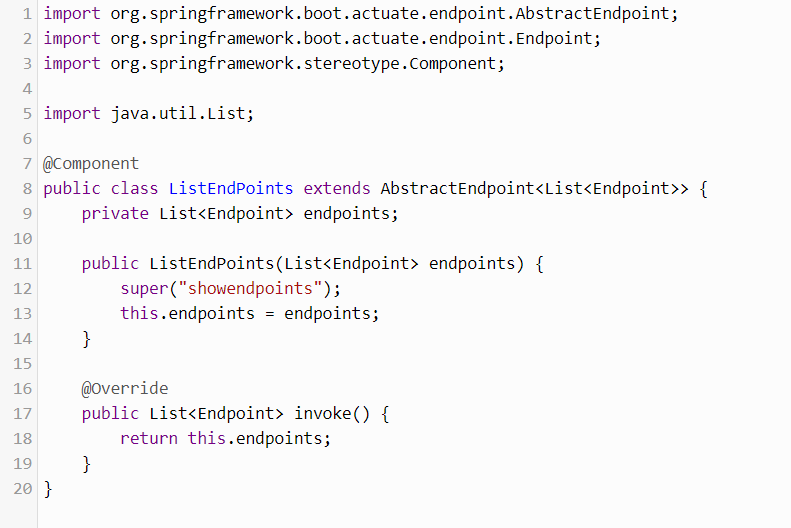 1 import org.springframework.boot.actuate.endpoint.AbstractEndpoint;
2 import org.springframework.boot.actuate.endpoint.Endpoint;
3 import org.springframework.stereotype.Component;
4
5 import java.util.List;
6
7 @Component
8 public class ListEndPoints extends AbstractEndpoint<List<Endpoint>> {
9     private List<Endpoint> endpoints;
10
11     public ListEndPoints(List<Endpoint> endpoints) {
12         super("showendpoints");
13         this.endpoints = endpoints;
14     }
15
16     @Override
17     public List<Endpoint> invoke() {
18         return this.endpoints;
19     }
20 }